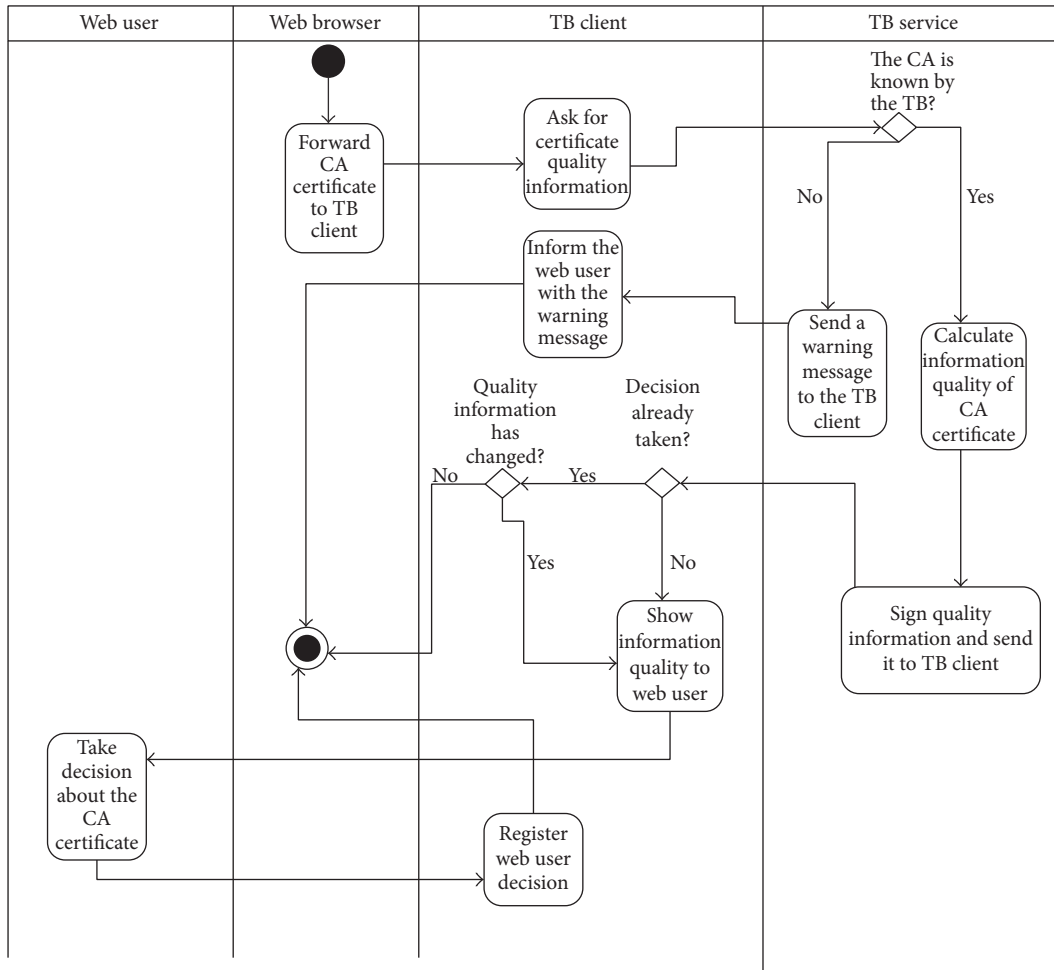 Web user
Web browser
TB client
TB service
The CA is
known by
the TB?
Forward
CA
certificate
to TB
client
Ask for
certificate
quality
information
No
Yes
Inform the
web user
with the
warning
message
Send a
warning
message
to the TB
client
Calculate
information
quality of
CA
certificate
Quality
information
has
changed?
Decision
already
taken?
No
Yes
Yes
No
Show
information
quality to
web user
Sign quality
information and send
it to TB client
Take
decision
about the
CA
certificate
Register
web user
decision